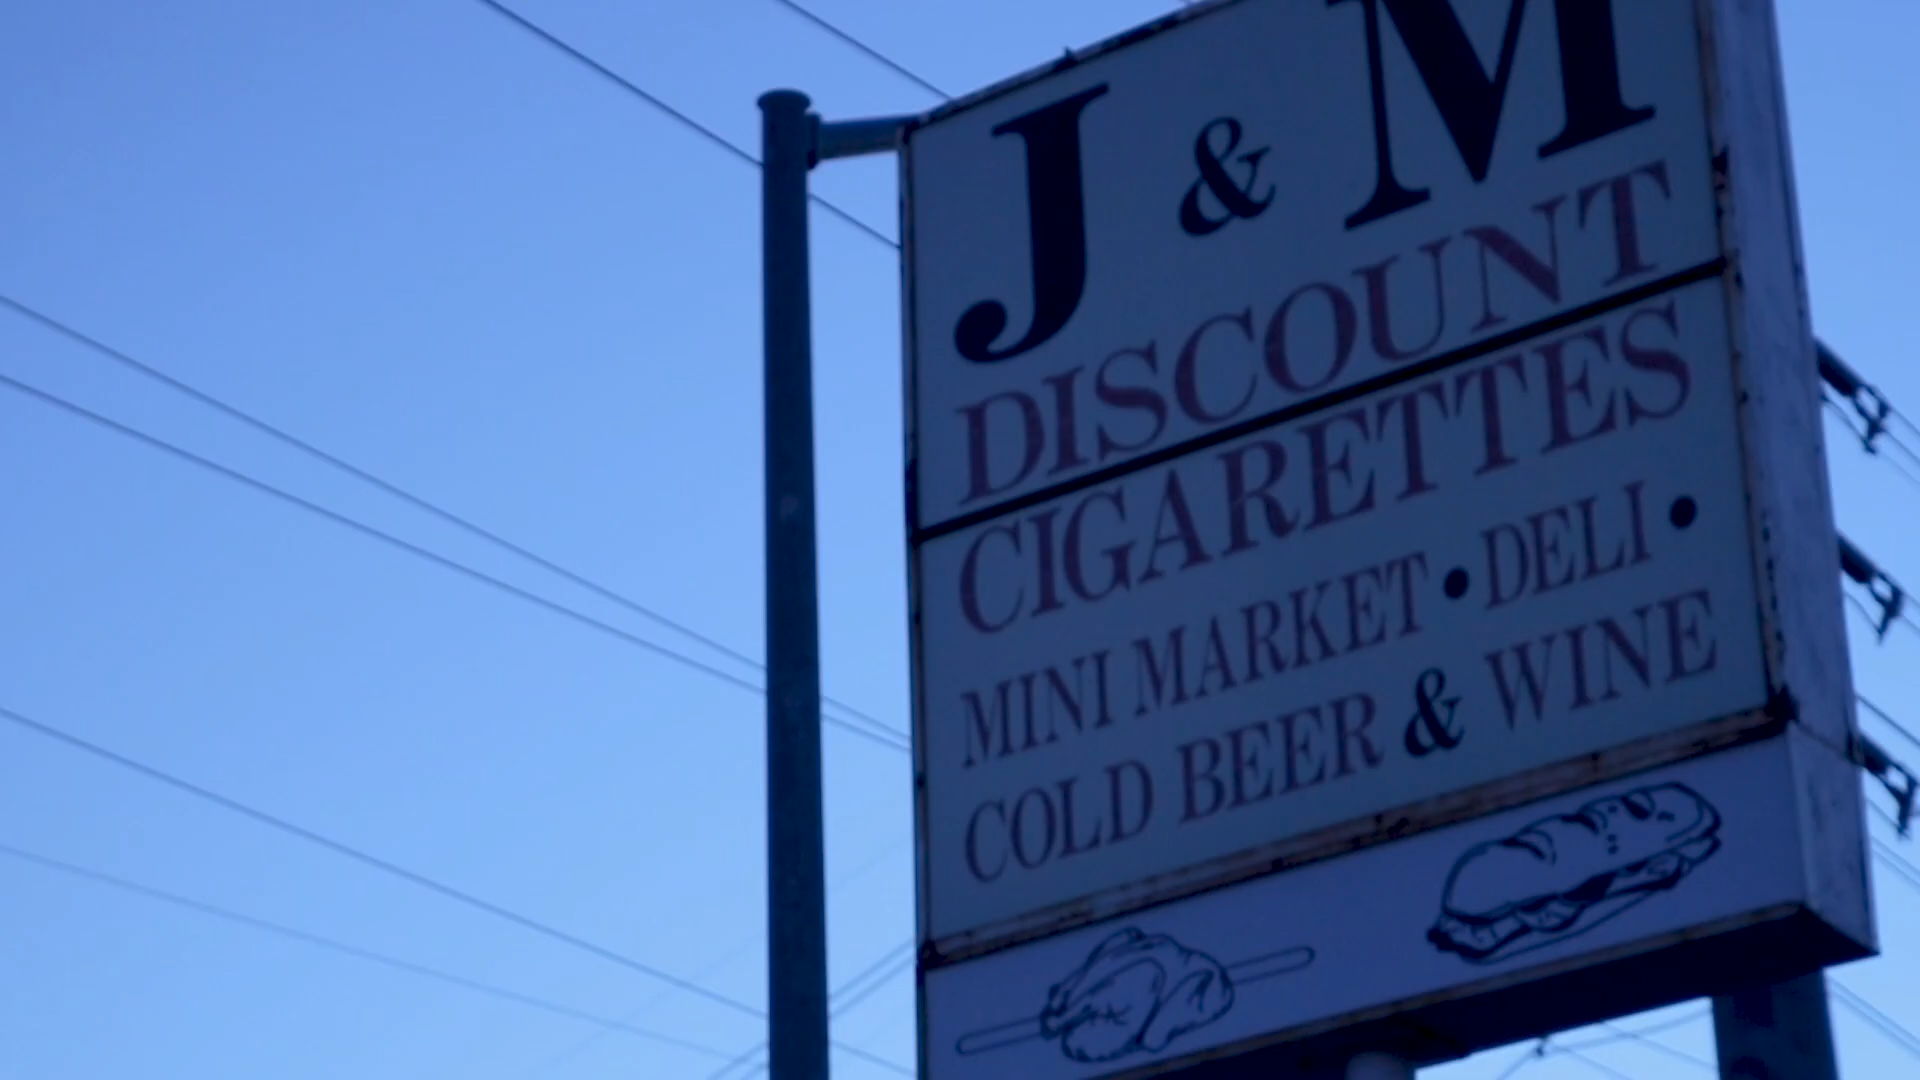 J & M
DISCOUNT
CIGARETTES
MINI MARKET • DELI •
COLD BEER & WINE